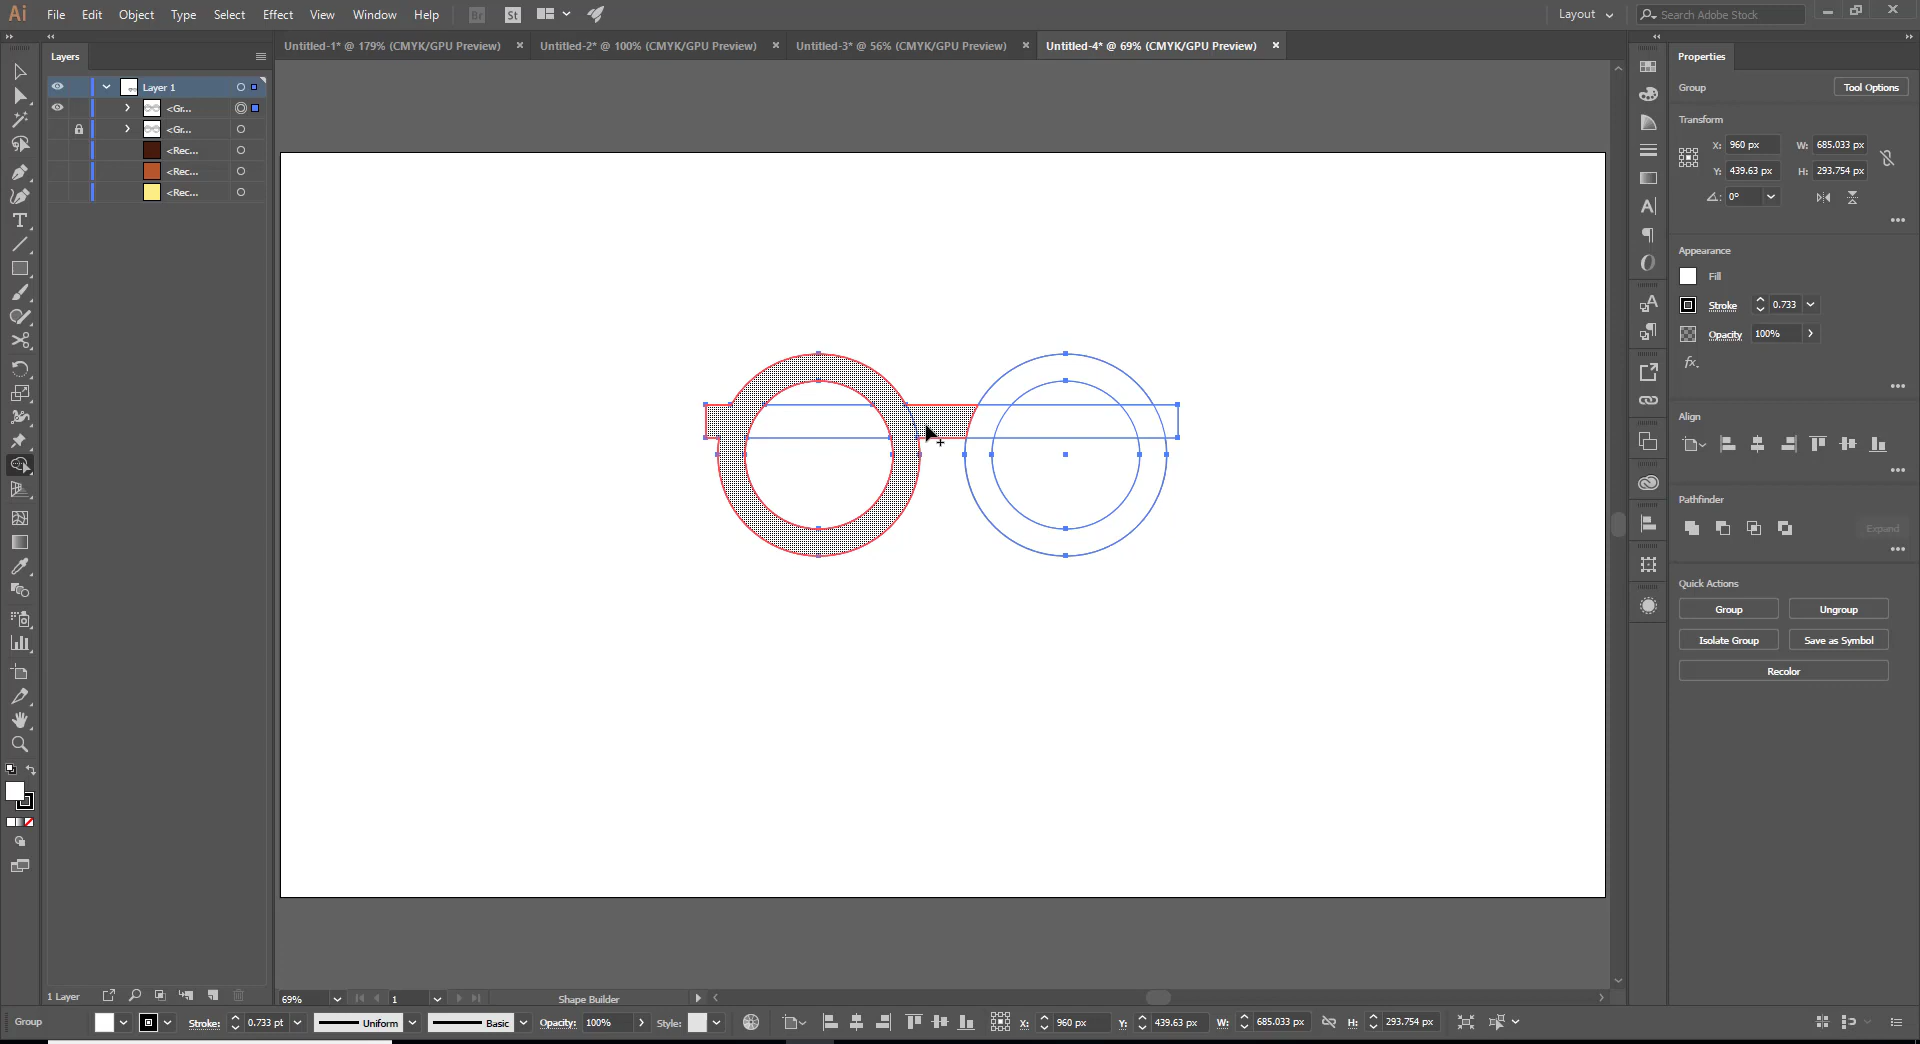 Ai File Edit Object Type Select Effect View Window Help Br St Layout Search Adobe Stock
Untitled-1* @ 179% (CMYK/GPU Preview) × Untitled-2* @ 100% (CMYK/GPU Preview) × Untitled-3* @ 56% (CMYK/GPU Preview) × Untitled-4* @ 69% (CMYK/GPU Preview) ×
Layers
Layer 1
<Gr...
<Gr...
<Rec...
<Rec...
<Rec...
Properties
Group Tool Options
Transform
X: 960 px W: 685.033 px
Y: 439.63 px H: 293.754 px
0°
Appearance
Fill
Stroke 0.733
Opacity 100%
fx.
Align
Pathfinder
Expand
Quick Actions
Group Ungroup
Isolate Group Save as Symbol
Recolor
1 Layer 69% 1 Shape Builder
Group Stroke: 0.733 pt Uniform Basic Opacity: 100% Style: X: 960 px Y: 439.63 px W: 685.033 px H: 293.754 px